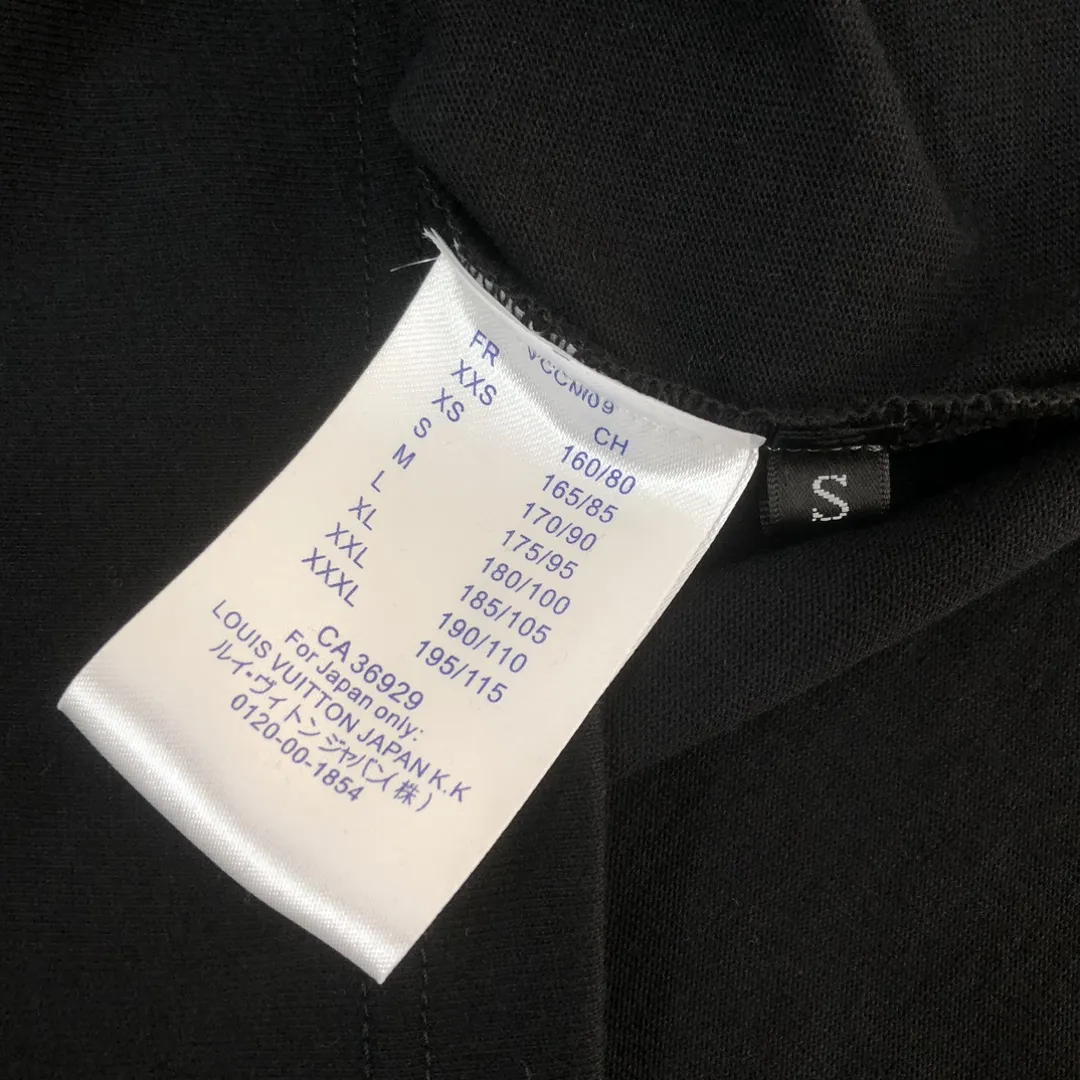 VCCNI09
FR CH
XXS 160/80
XS 165/85
S 170/90
M 175/95
L 180/100
XL 185/105
XXL 190/110
XXXL 195/115
CA 36929
For Japan only:
LOUIS VUITTON JAPAN K.K
ルイ・ヴィトンジャパン(株)
0120-00-1854
S